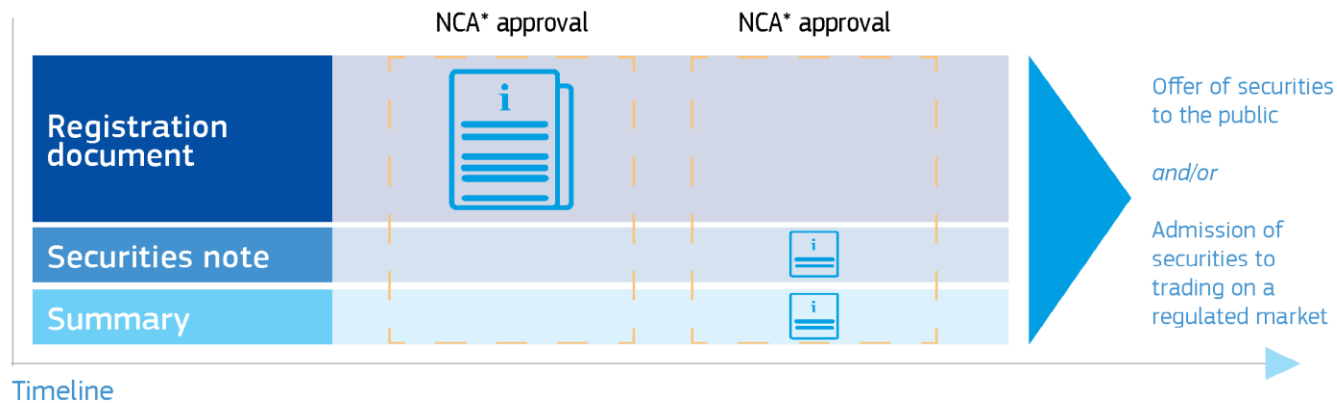 NCA* approval
NCA* approval
Registration
document
Securities note
Summary
i
i
i
Offer of securities
to the public
and/or
Admission of
securities to
trading on a
regulated market
Timeline